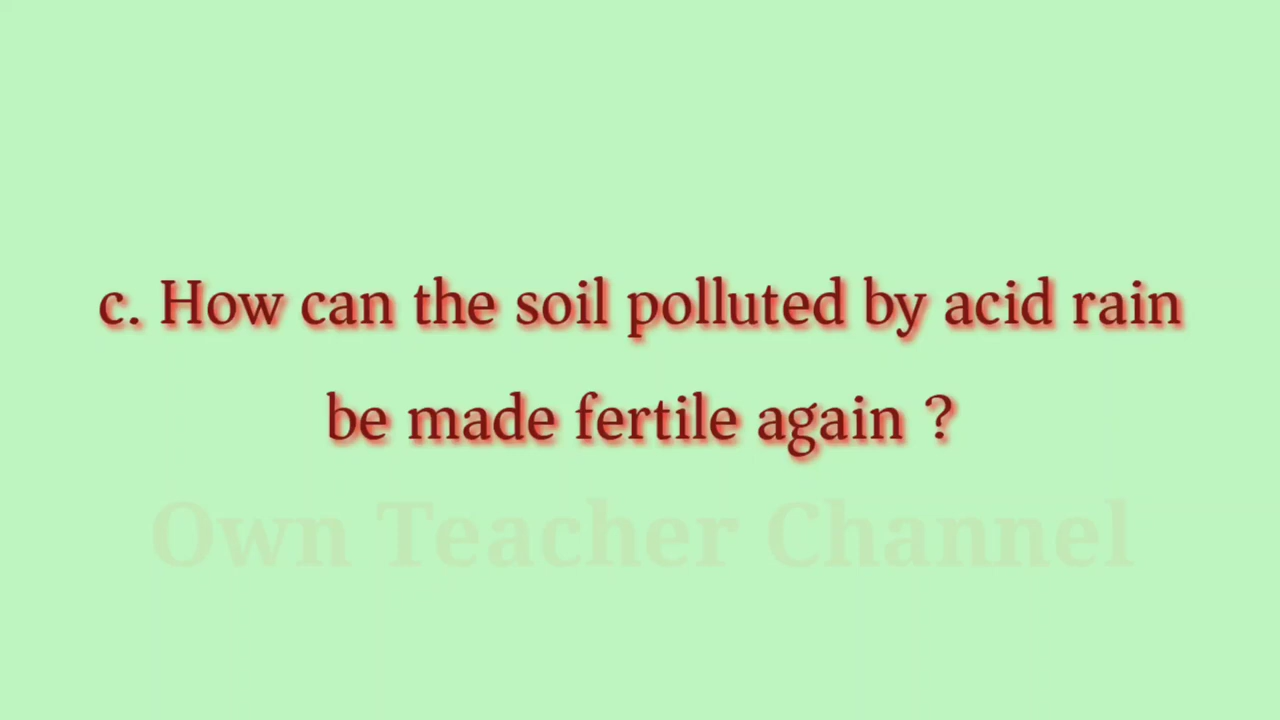 c. How can the soil polluted by acid rain
be made fertile again ?
Own Teacher Channel